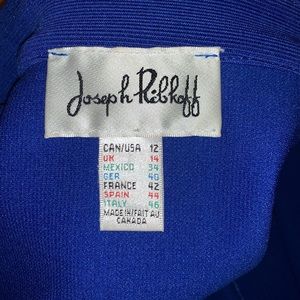 Joseph Ribkoff
CAN/USA 12
UK 14
MEXICO 34
GER 40
FRANCE 42
SPAIN 44
ITALY 46
MADE IN/FAIT AU
CANADA